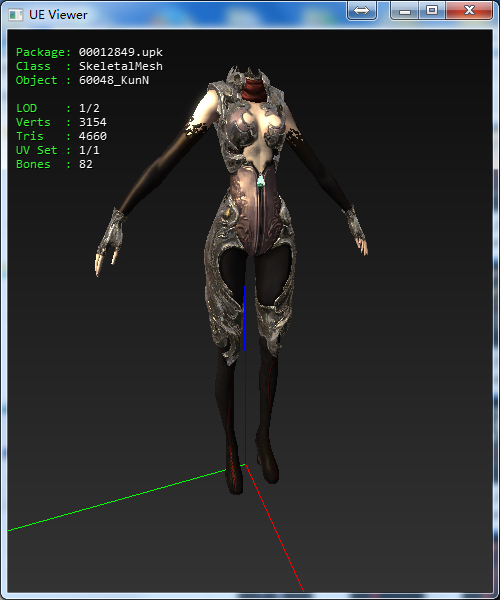 UE Viewer
Package: 00012849.upk
Class  : SkeletalMesh
Object : 60048_KunN
LOD    : 1/2
Verts  : 3154
Tris   : 4660
UV Set : 1/1
Bones  : 82